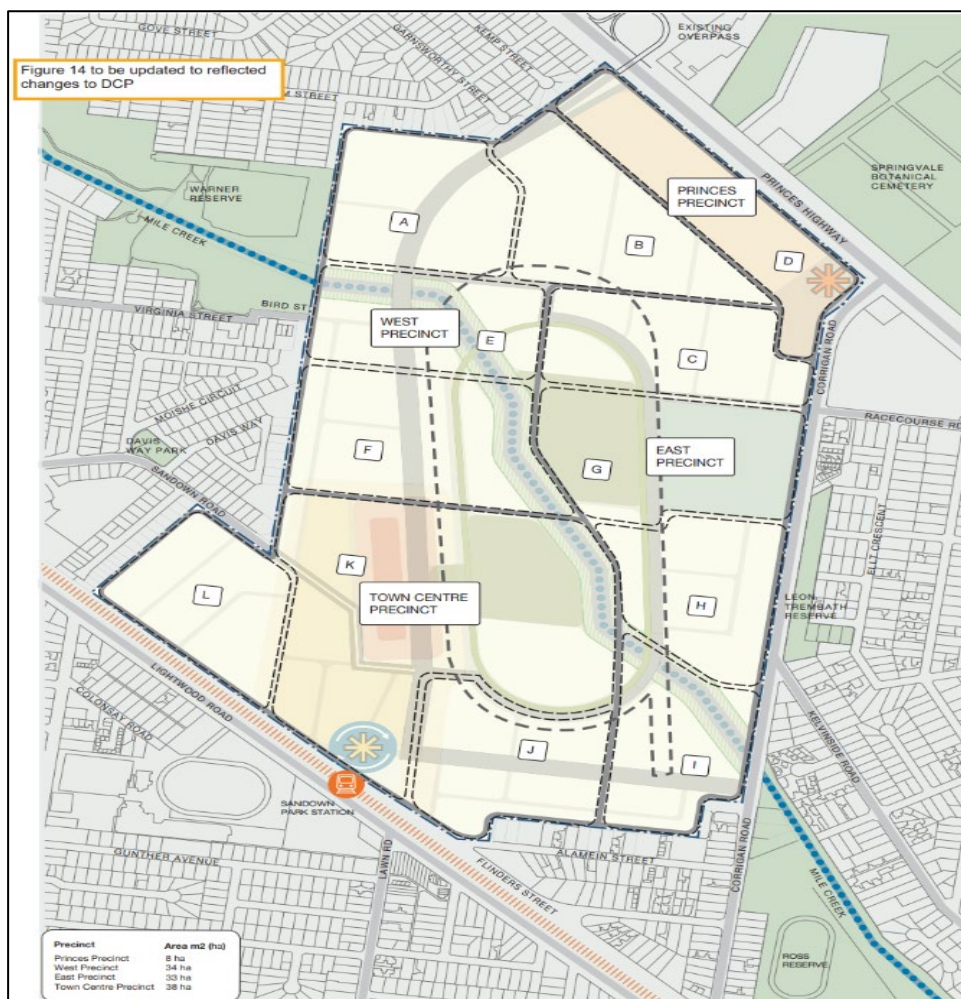 GOVE STREET
GARNSWORTHY STREET
KEMP STREET
EXISTING
OVERPASS
Figure 14 to be updated to reflected
changes to DCP
STREET
PRINCES HIGHWAY
SPRINGVALE
BOTANICAL
CEMETERY
WARNER
RESERVE
MILE CREEK
A
PRINCES
PRECINCT
B
D
BIRD ST
VIRGINIA STREET
WEST
PRECINCT
E
C
CORRIGAN ROAD
RACECOURSE RD
MOISHE CIRCUIT
DAVIS WAY
DAVIS
WAY PARK
SANDOWN ROAD
F
G
EAST
PRECINCT
ELLT CRESCENT
K
L
TOWN CENTRE
PRECINCT
H
LEON
TREMBATH
RESERVE
LIGHTWOOD ROAD
COLONSAY ROAD
KELVINSIDE ROAD
J
I
SANDOWN
PARK STATION
GUNTHER AVENUE
LAWN RD
FLINDERS STREET
ALAMEIN STREET
CORRIGAN ROAD
MILE CREEK
ROSS
RESERVE
Precinct Area m2 (ha)
Princes Precinct 8 ha
West Precinct 34 ha
East Precinct 33 ha
Town Centre Precinct 38 ha